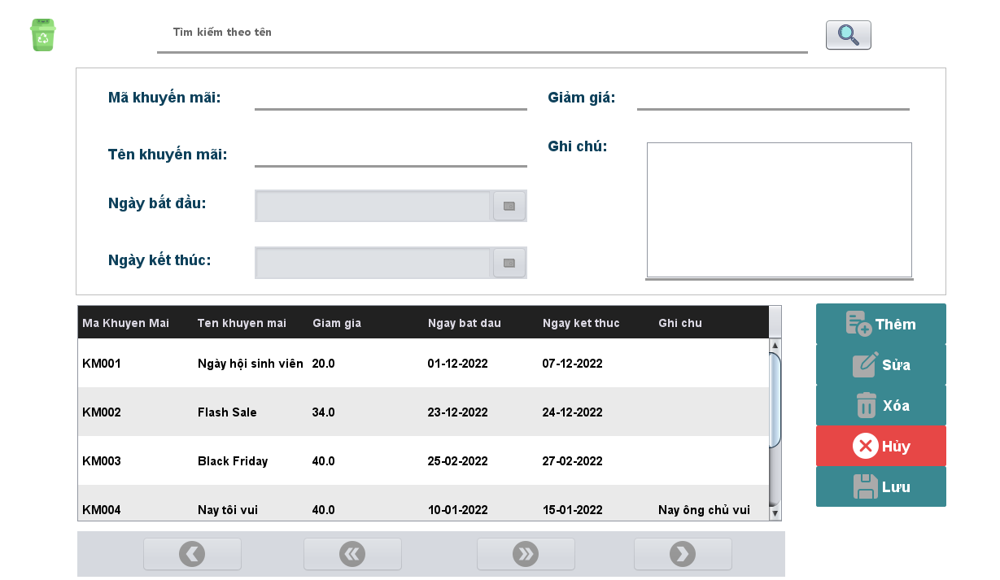 Tìm kiếm theo tên
Mã khuyến mãi:
Giảm giá:
Tên khuyến mãi:
Ghi chú:
Ngày bắt đầu:
Ngày kết thúc:
Ma Khuyen Mai Ten khuyen mai Giam gia Ngay bat dau Ngay ket thuc Ghi chu
KM001 Ngày hội sinh viên 20.0 01-12-2022 07-12-2022
KM002 Flash Sale 34.0 23-12-2022 24-12-2022
KM003 Black Friday 40.0 25-02-2022 27-02-2022
KM004 Nay tôi vui 40.0 10-01-2022 15-01-2022 Nay ông chủ vui
Thêm
Sửa
Xóa
Hủy
Lưu